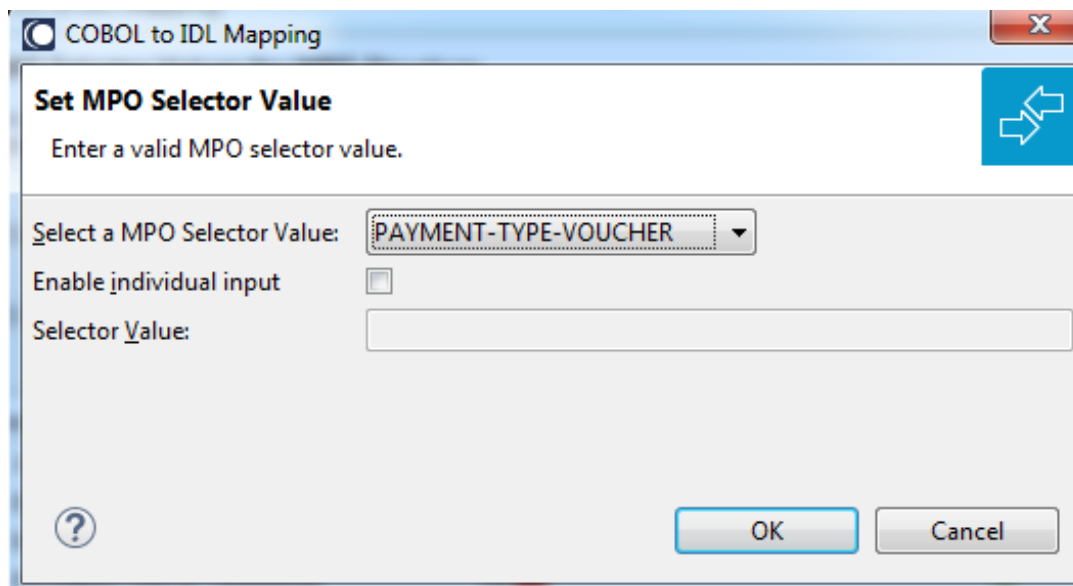 COBOL to IDL Mapping
Set MPO Selector Value
Enter a valid MPO selector value.
Select a MPO Selector Value: PAYMENT-TYPE-VOUCHER
Enable individual input
Selector Value:
? OK Cancel